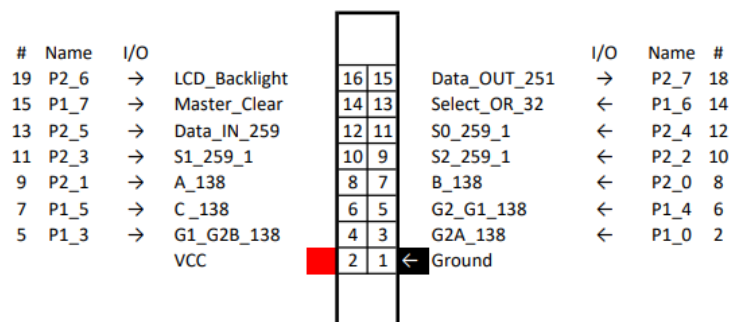 # Name I/O I/O Name #
19 P2_6 → LCD_Backlight 16 15 Data_OUT_251 → P2_7 18
15 P1_7 → Master_Clear 14 13 Select_OR_32 ← P1_6 14
13 P2_5 → Data_IN_259 12 11 S0_259_1 ← P2_4 12
11 P2_3 → S1_259_1 10 9 S2_259_1 ← P2_2 10
9 P2_1 → A_138 8 7 B_138 ← P2_0 8
7 P1_5 → C_138 6 5 G2_G1_138 ← P1_4 6
5 P1_3 → G1_G2B_138 4 3 G2A_138 ← P1_0 2
VCC 2 1 ← Ground